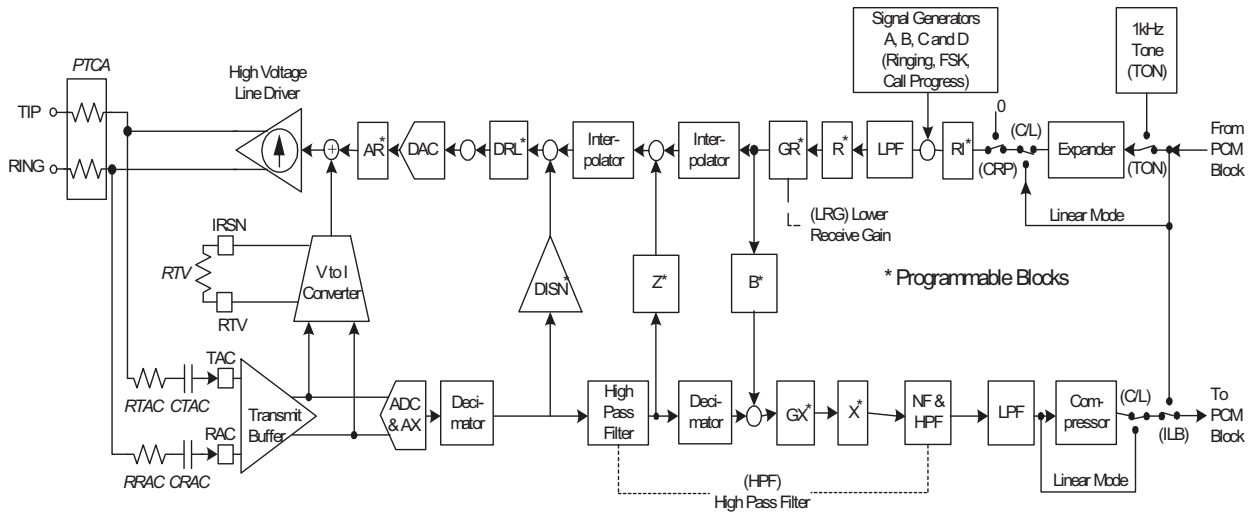 Signal Generators
A, B, C and D
(Ringing, FSK,
Call Progress)
1kHz
Tone
(TON)
PTCA
High Voltage
Line Driver
TIP
RING
AR*
DAC
DRL*
Inter-
polator
Inter-
polator
GR*
R*
LPF
RI*
0
(C/L)
(CRP)
Expander
(TON)
From
PCM
Block
(LRG) Lower
Receive Gain
Linear Mode
IRSN
RTV
RTV
V to I
Converter
DISN*
Z*
B*
* Programmable Blocks
TAC
RTAC CTAC
RAC
RRAC CRAC
Transmit
Buffer
ADC
& AX
Deci-
mator
High
Pass
Filter
Deci-
mator
GX*
X*
NF &
HPF
LPF
Com-
pressor
(C/L)
(ILB)
To
PCM
Block
Linear Mode
(HPF)
High Pass Filter
+